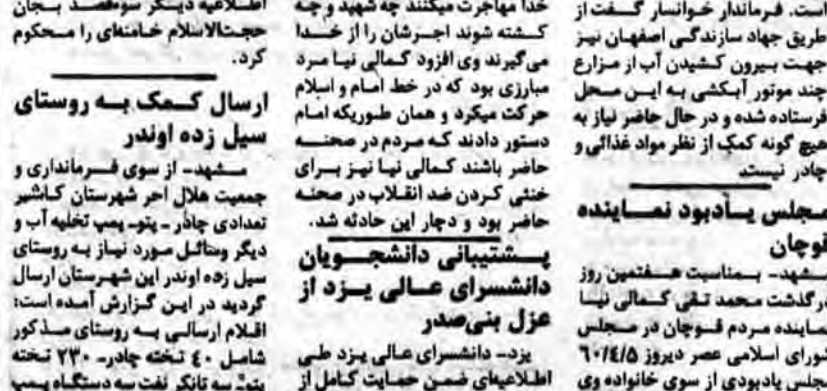 است. فرماندار خوانسار گفت از
طریق جهاد سازندگی اصفهان نیز
جهت بیرون کشیدن آب از مزارع
چند موتور آبکشی به این محل
فرستاده شده و در حال حاضر نیاز به
هیچ گونه کمک از نظر مواد غذائی و
چادر نیست.
مجلس یادبود نماینده
قوچان
مشهد- بمناسبت هفتمین روز
درگذشت محمد تقی کمالی نیا
نماینده مردم قوچان در مجلس
شورای اسلامی عصر دیروز ۶۰/۴/۵
مجلس یادبودی از سوی خانواده وی
خدا مهاجرت میکنند چه شهید و چه
کشته شوند اجرشان را از خدا
می‌گیرند وی افزود کمالی نیا مرد
مبارزی بود که در خط امام و اسلام
حرکت میکرد و همان طوریکه امام
دستور دادند که مردم در صحنه
حاضر باشند کمالی نیا نیز برای
خنثی کردن ضد انقلاب در صحنه
حاضر بود و دچار این حادثه شد.
پشتیبانی دانشجویان
دانشسرای عالی یزد از
عزل بنی‌صدر
یزد- دانشسرای عالی یزد طی
اطلاعیه‌ای ضمن حمایت کامل از
اطلاعیه دیگر سوءقصد بجان
حجت‌الاسلام خامنه‌ای را محکوم
کرد.
ارسال کمک به روستای
سیل زده اوندر
مشهد- از سوی فرمانداری و
جمعیت هلال احر شهرستان کاشمر
تعدادی چادر - پتو- پمپ تخلیه آب و
دیگر وسائل مورد نیاز به روستای
سیل زده اوندر این شهرستان ارسال
گردید در این گزارش آمده است:
اقلام ارسالی به روستای مذکور
شامل ۴۰ تخته چادر- ۲۳۰ تخته
پتو- سه تانکر نفت سه دستگاه پمپ